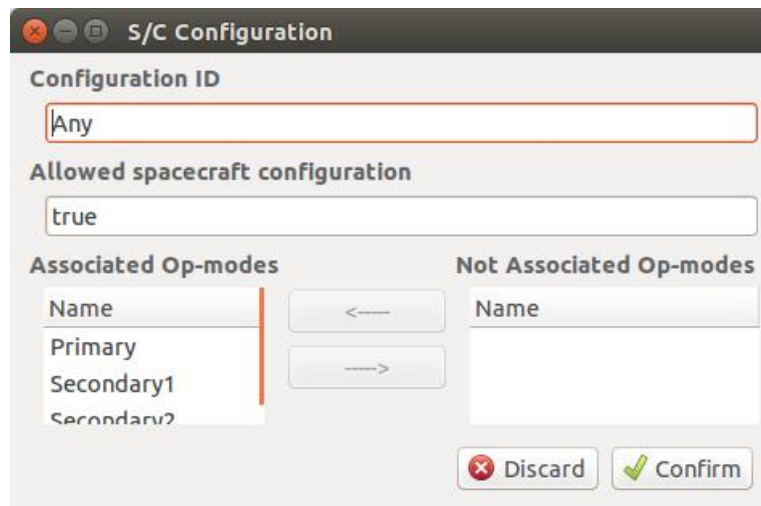 S/C Configuration
Configuration ID
Any
Allowed spacecraft configuration
true
Associated Op-modes
Not Associated Op-modes
Name
<-----
Name
Primary
----->
Secondary1
Secondary2
Discard
Confirm